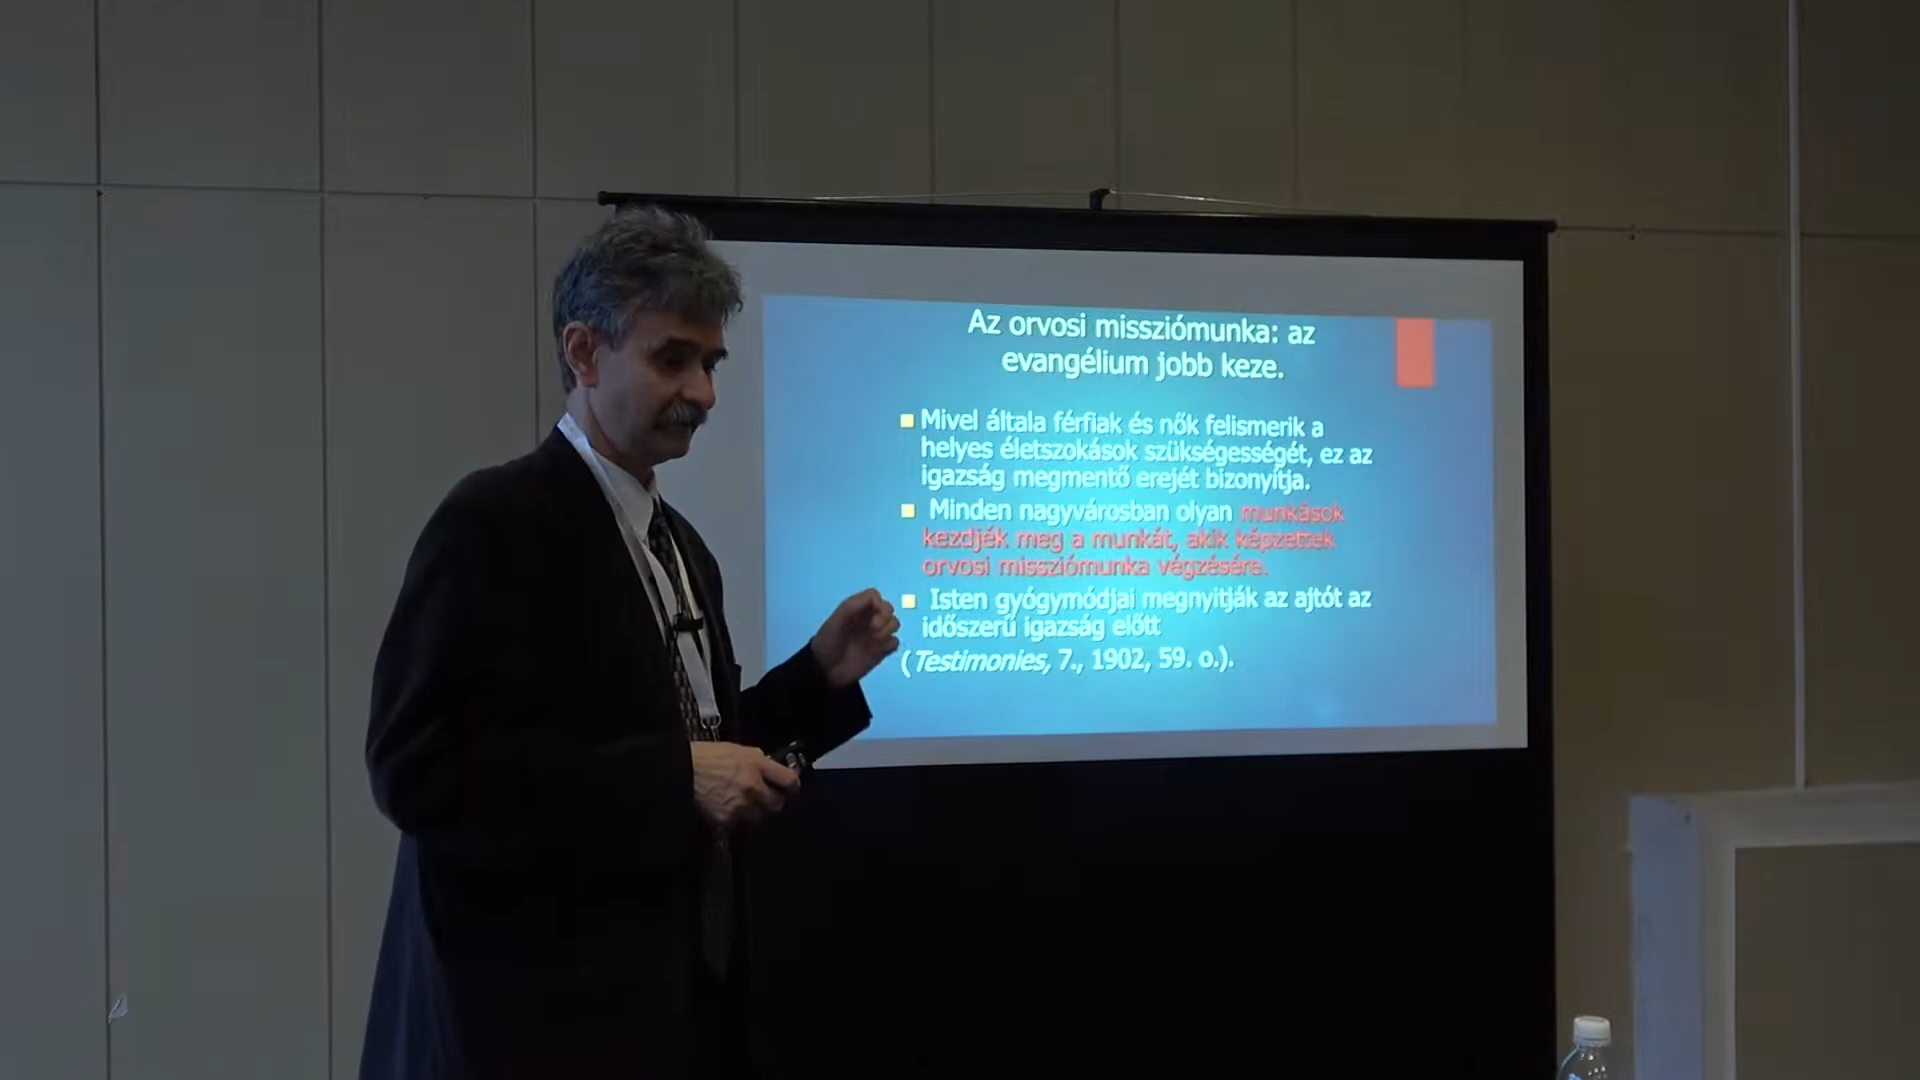 Az orvosi missziómunka: az
evangélium jobb keze.
Mivel általa férfiak és nők felismerik a
helyes életszokások szükségességét, ez az
igazság megmentő erejét bizonyítja.
Minden nagyvárosban olyan munkások
kezdjék meg a munkát, akik képzettek
orvosi missziómunka végzésére.
Isten gyógymódjai megnyitják az ajtót az
időszerű igazság előtt
(Testimonies, 7., 1902, 59. o.).